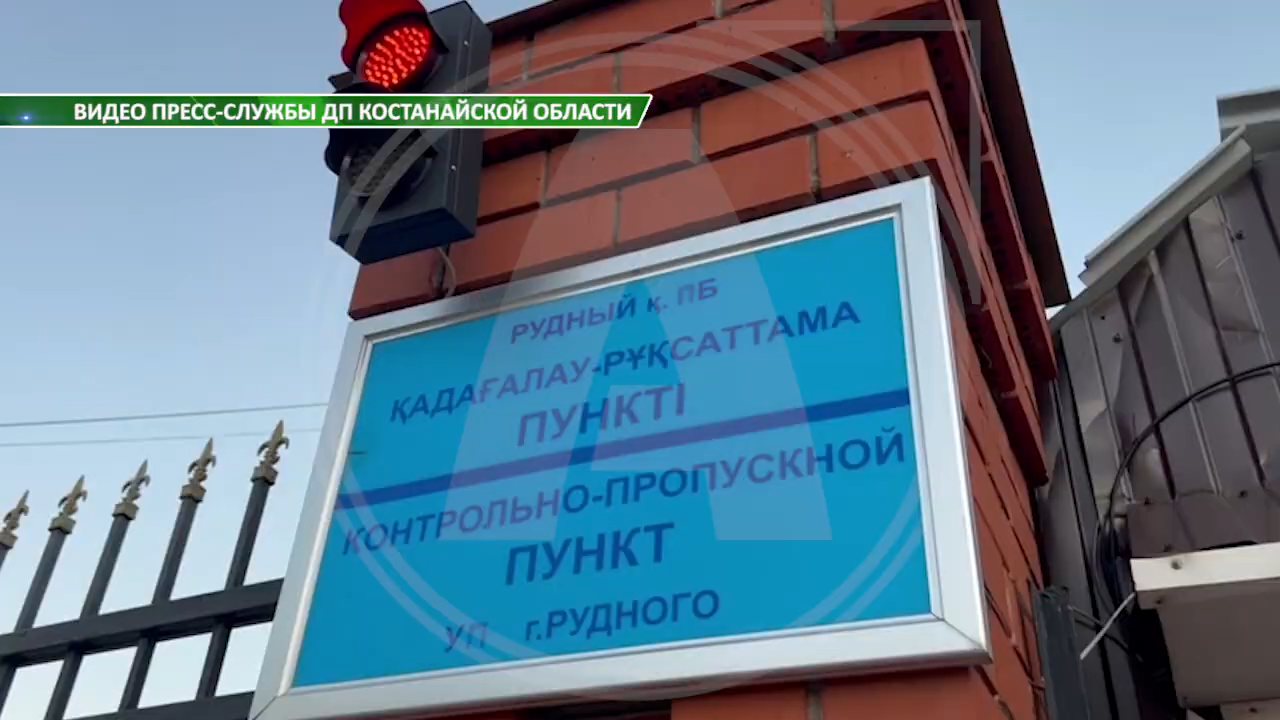 ВИДЕО ПРЕСС-СЛУЖБЫ ДП КОСТАНАЙСКОЙ ОБЛАСТИ
РУДНЫЙ қ. ПБ
ҚАДАҒАЛАУ-РҰҚСАТТАМА
ПУНКТІ
КОНТРОЛЬНО-ПРОПУСКНОЙ
ПУНКТ
УП г.РУДНОГО